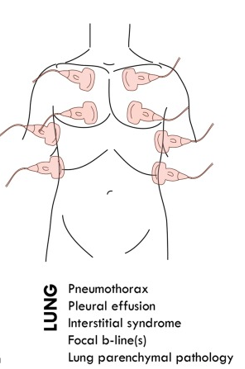 LUNG
Pneumothorax
Pleural effusion
Interstitial syndrome
Focal b-line(s)
Lung parenchymal pathology